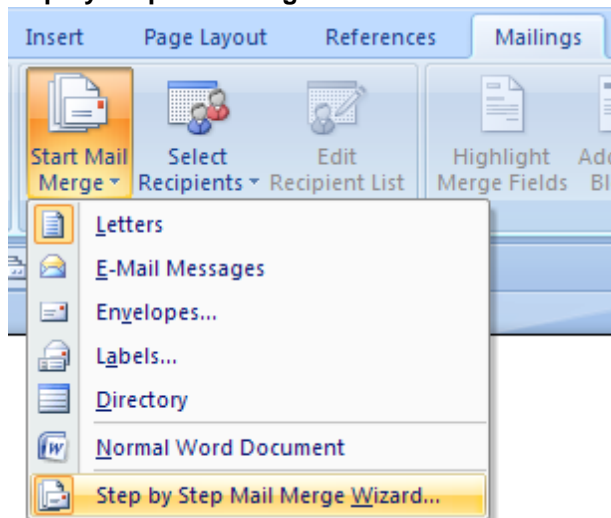 Insert Page Layout References Mailings
Start Mail Merge Select Recipients Edit Recipient List Highlight Merge Fields
Letters
E-Mail Messages
Envelopes...
Labels...
Directory
Normal Word Document
Step by Step Mail Merge Wizard...